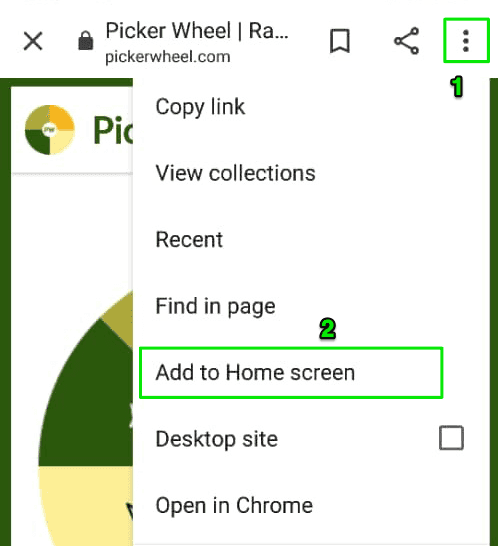 Picker Wheel | Ra...
pickerwheel.com
1
PW
Pic
Copy link
View collections
Recent
Find in page
2
Add to Home screen
Desktop site
Open in Chrome